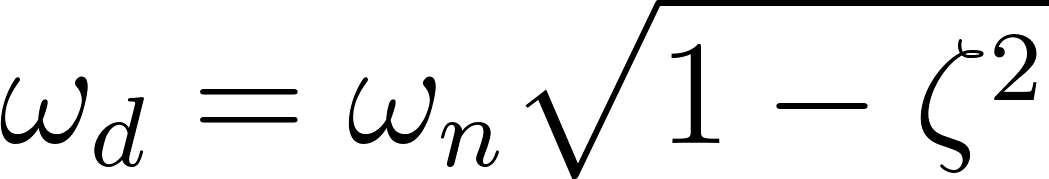 ω_d = ω_n √(1 − ζ²)